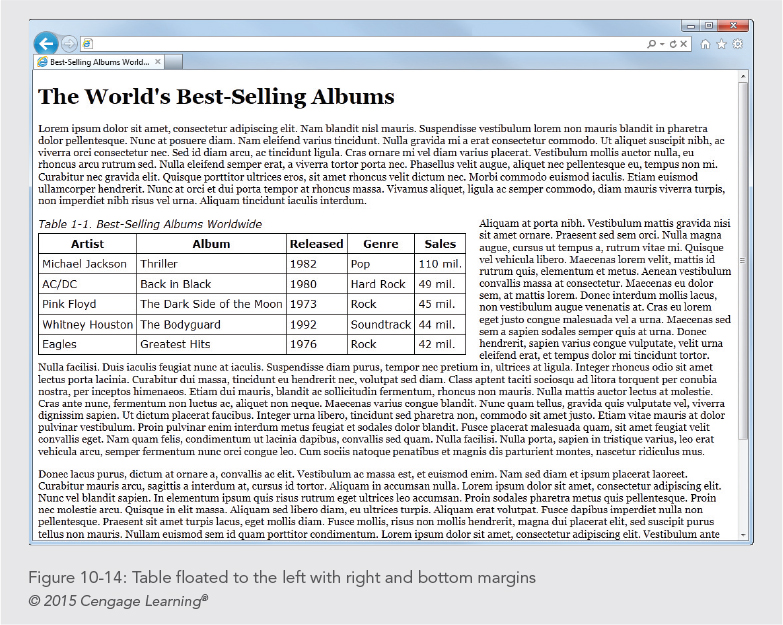 Best-Selling Albums Worldw...
The World's Best-Selling Albums
Lorem ipsum dolor sit amet, consectetur adipiscing elit. Nam blandit nisl mauris. Suspendisse vestibulum lorem non mauris blandit in pharetra
dolor pellentesque. Nunc at posuere diam. Nam eleifend varius tincidunt. Nulla gravida mi a erat consectetur commodo. Ut aliquet suscipit nibh, ac
viverra orci consectetur nec. Sed id diam arcu, ac tincidunt ligula. Cras ornare mi vel diam varius placerat. Vestibulum mollis auctor nulla, eu
rhoncus arcu rutrum sed. Nulla eleifend semper erat, a viverra tortor porta nec. Phasellus velit augue, aliquet nec pellentesque eu, tempus non mi.
Curabitur nec gravida elit. Quisque porttitor ultrices eros, sit amet rhoncus velit dictum nec. Morbi commodo euismod iaculis. Etiam euismod
ullamcorper hendrerit. Nunc at orci et dui porta tempor at rhoncus massa. Vivamus aliquet, ligula ac semper commodo, diam mauris viverra turpis,
non imperdiet nibh risus vel urna. Aliquam tincidunt iaculis interdum.
Table 1-1. Best-Selling Albums Worldwide
Artist Album Released Genre Sales
Michael Jackson Thriller 1982 Pop 110 mil.
AC/DC Back in Black 1980 Hard Rock 49 mil.
Pink Floyd The Dark Side of the Moon 1973 Rock 45 mil.
Whitney Houston The Bodyguard 1992 Soundtrack 44 mil.
Eagles Greatest Hits 1976 Rock 42 mil.
Aliquam at porta nibh. Vestibulum mattis gravida nisi
sit amet ornare. Praesent sed sem orci. Nulla magna
augue, cursus ut tempus a, rutrum vitae mi. Quisque
vel vehicula libero. Maecenas lorem velit, mattis id
rutrum quis, elementum et metus. Aenean vestibulum
convallis massa at consectetur. Maecenas eu dolor
sem, at mattis lorem. Donec interdum mollis lacus,
non vestibulum augue venenatis at. Cras eu lorem
eget justo congue malesuada vel a urna. Maecenas sed
sem a sapien sodales semper quis at urna. Donec
hendrerit, sapien varius congue vulputate, velit urna
eleifend erat, et tempus dolor mi tincidunt tortor.
Nulla facilisi. Duis iaculis feugiat nunc at iaculis. Suspendisse diam purus, tempor nec pretium in, ultrices at ligula. Integer rhoncus odio sit amet
lectus porta lacinia. Curabitur dui massa, tincidunt eu hendrerit nec, volutpat sed diam. Class aptent taciti sociosqu ad litora torquent per conubia
nostra, per inceptos himenaeos. Etiam dui mauris, blandit ac sollicitudin fermentum, rhoncus non mauris. Nulla mattis auctor lectus at molestie.
Cras ante nunc, fermentum non luctus ac, aliquet non neque. Maecenas varius congue blandit. Nunc quam tellus, gravida quis vulputate vel, viverra
dignissim sapien. Ut dictum placerat faucibus. Integer urna libero, tincidunt sed pharetra non, commodo sit amet justo. Etiam vitae mauris at dolor
pulvinar vestibulum. Proin pulvinar enim interdum metus feugiat et sodales dolor blandit. Fusce placerat malesuada quam, sit amet feugiat velit
convallis eget. Nam quam felis, condimentum ut lacinia dapibus, convallis sed quam. Nulla facilisi. Nulla porta, sapien in tristique varius, leo erat
vehicula arcu, semper fermentum nunc orci congue leo. Cum sociis natoque penatibus et magnis dis parturient montes, nascetur ridiculus mus.
Donec lacus purus, dictum at ornare a, convallis ac elit. Vestibulum ac massa est, et euismod enim. Nam sed diam et ipsum placerat laoreet.
Curabitur mauris arcu, sagittis a interdum at, cursus id tortor. Aliquam in accumsan nulla. Lorem ipsum dolor sit amet, consectetur adipiscing elit.
Nunc vel blandit sapien. In elementum ipsum quis risus rutrum eget ultrices leo accumsan. Proin sodales pharetra metus quis pellentesque. Proin
nec molestie arcu. Quisque in elit massa. Aliquam sed libero diam, eu ultrices turpis. Aliquam erat volutpat. Fusce dapibus imperdiet nulla non
pellentesque. Praesent sit amet turpis lacus, eget mollis diam. Fusce mollis, risus non mollis hendrerit, magna dui placerat elit, sed suscipit purus
tellus non mauris. Nullam euismod sem id quam porttitor condimentum. Lorem ipsum dolor sit amet, consectetur adipiscing elit. Vestibulum ante
Figure 10-14: Table floated to the left with right and bottom margins
© 2015 Cengage Learning®